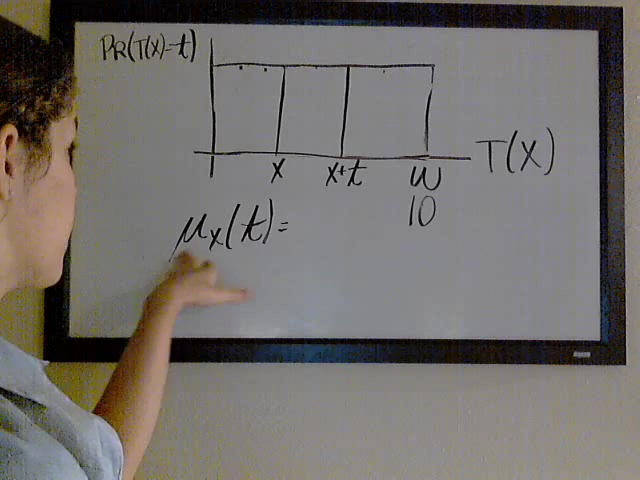 PR(T(X)=t)
T(X)
x x+t ω
10
μx(t)=